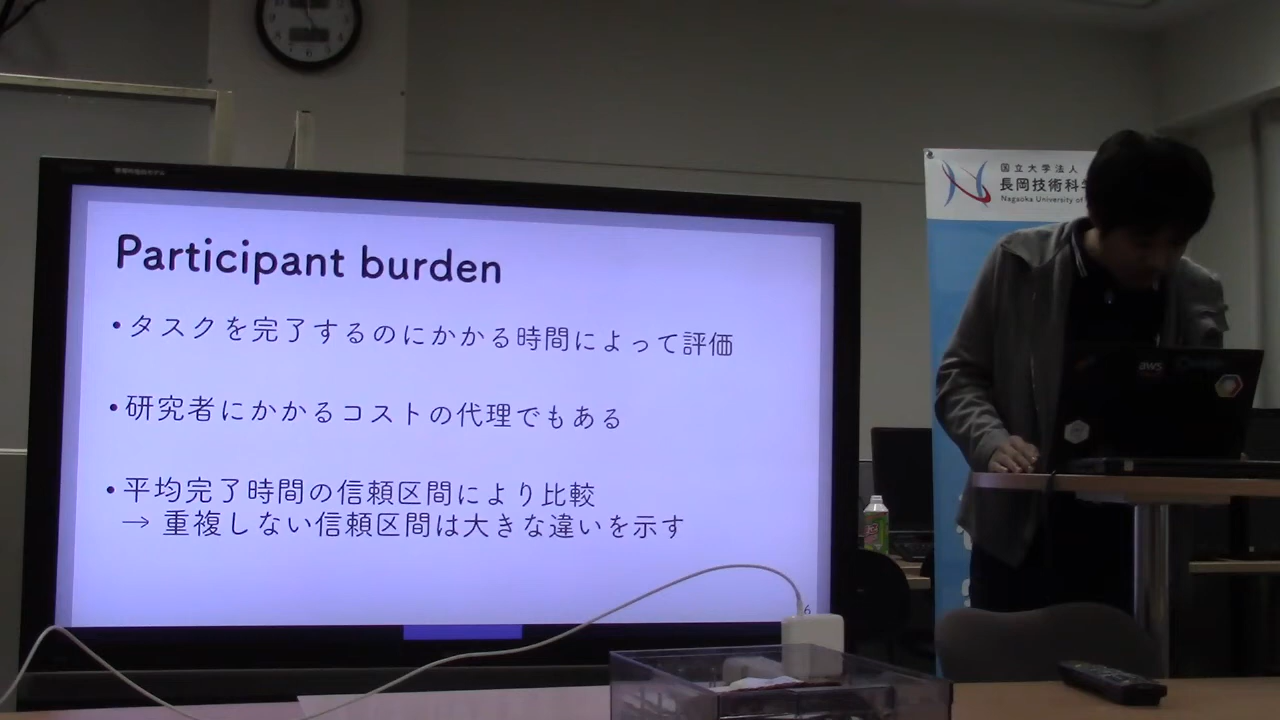 Participant burden
•タスクを完了するのにかかる時間によって評価
•研究者にかかるコストの代理でもある
•平均完了時間の信頼区間により比較
→ 重複しない信頼区間は大きな違いを示す
6
国立大学法人
長岡技術科学
Nagaoka University of
aws